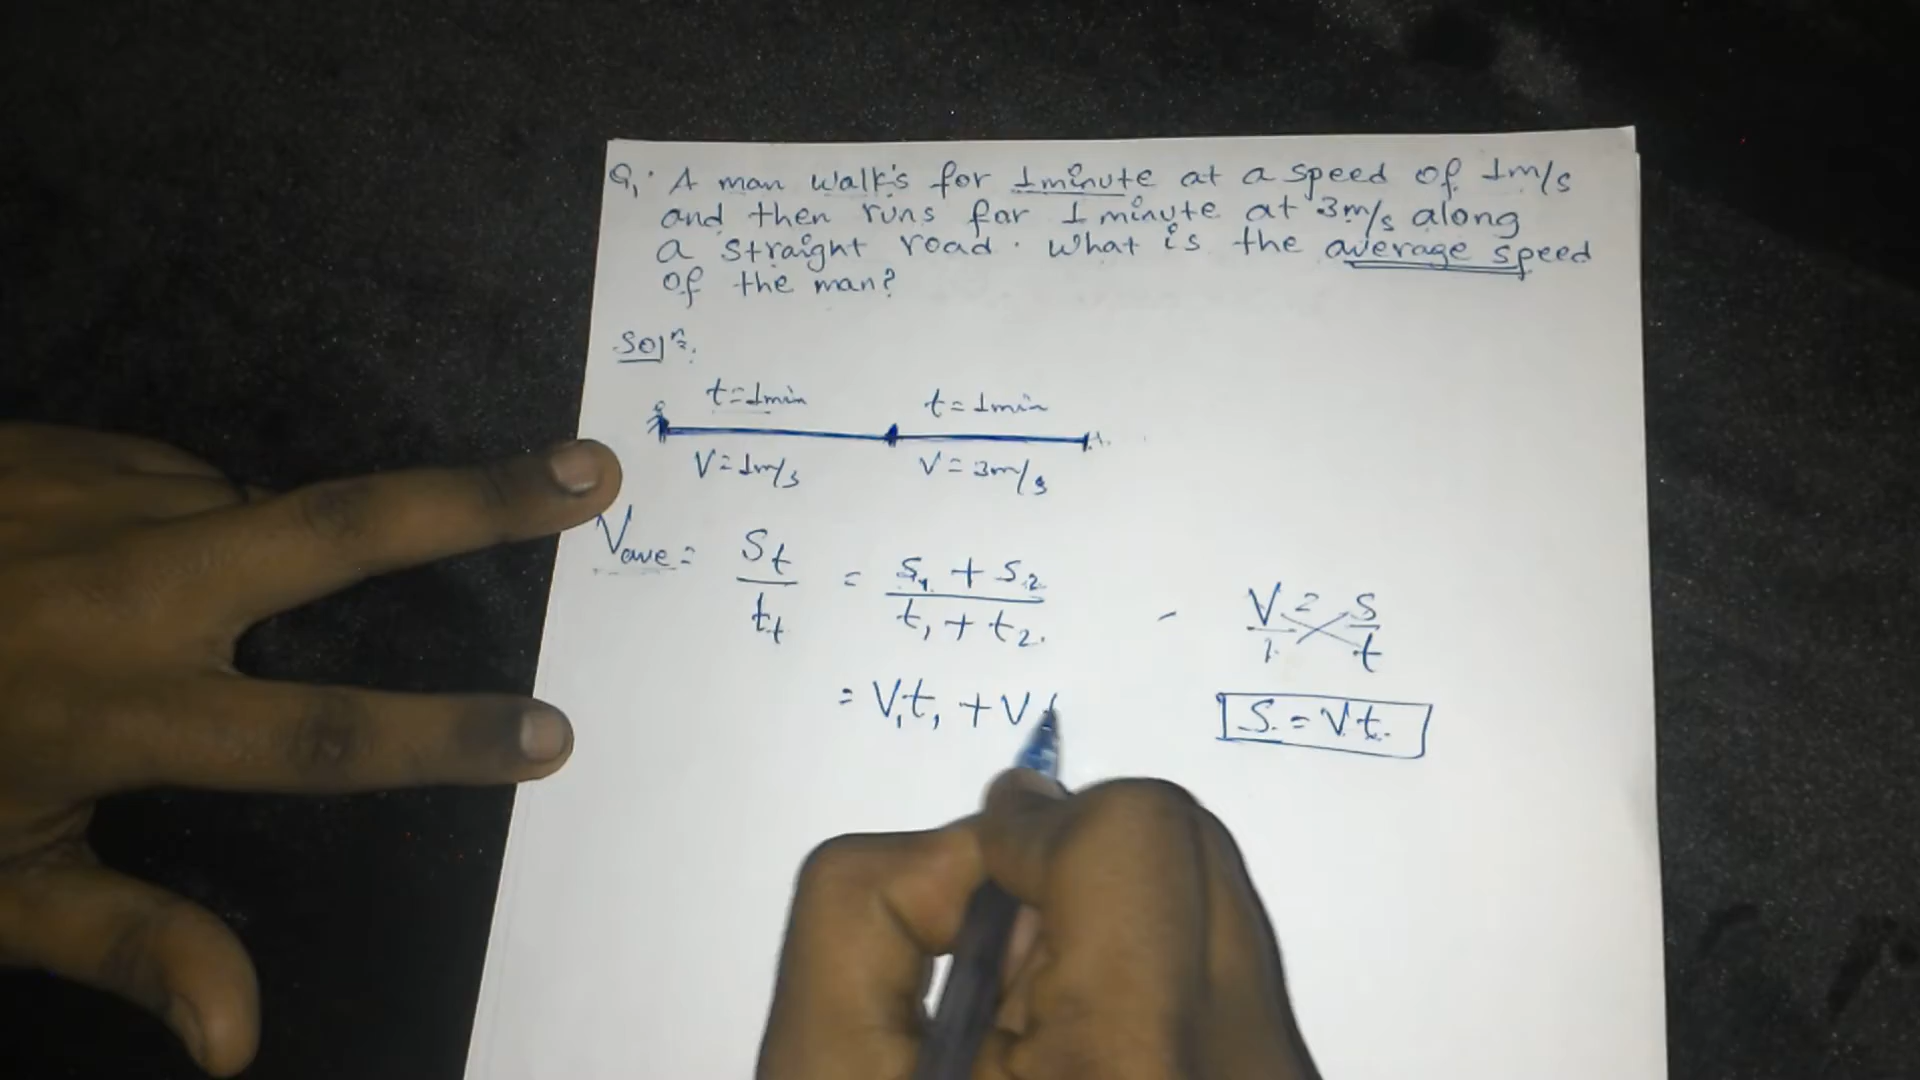 Q1. A man walk's for 1minute at a speed of 1m/s
and then runs for 1 minute at 3m/s along
a straight road. What is the average speed
of the man?
Solⁿ.
t=1min t=1min
V=1m/s V=3m/s
Vave= St/tt = S1 + S2 / t1 + t2.
V/1 = S/t
= V1t1 + V
S. = Vt.